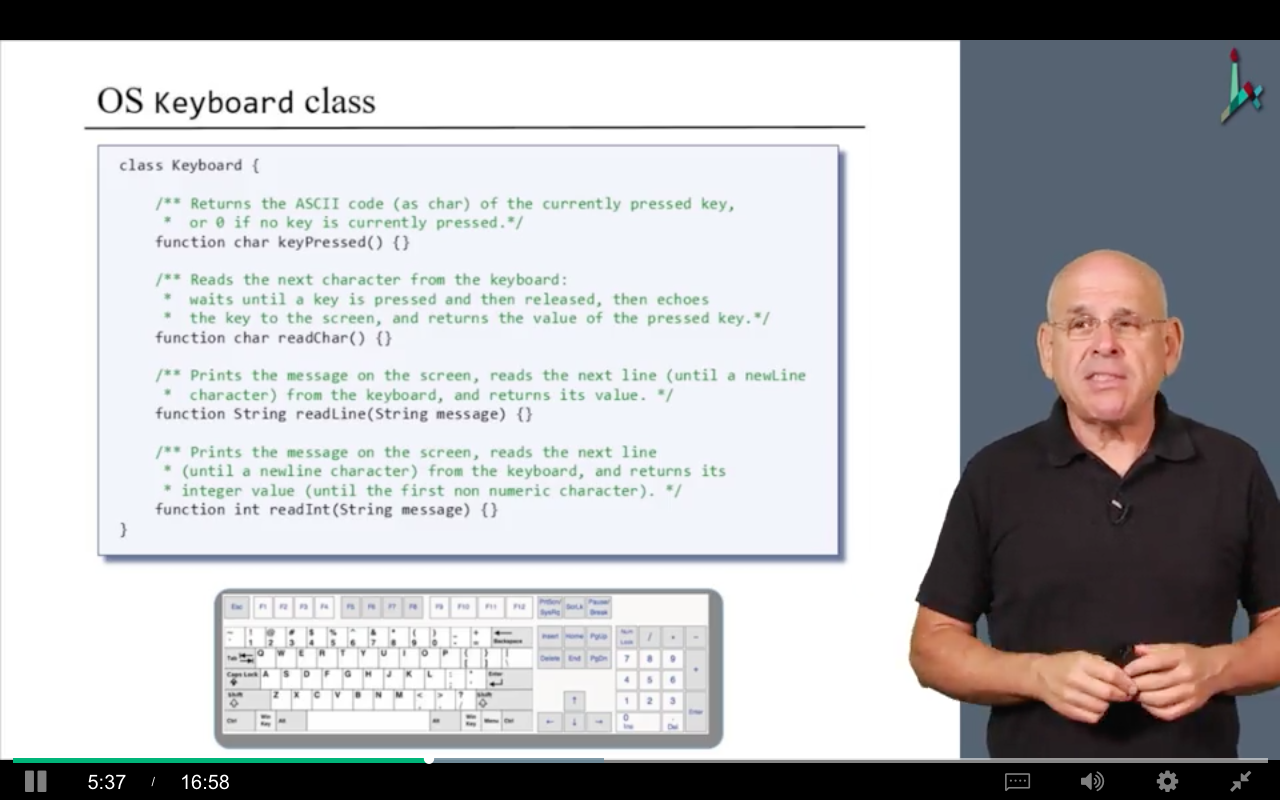 OS Keyboard class
class Keyboard {
/** Returns the ASCII code (as char) of the currently pressed key,
* or 0 if no key is currently pressed.*/
function char keyPressed() {}
/** Reads the next character from the keyboard:
* waits until a key is pressed and then released, then echoes
* the key to the screen, and returns the value of the pressed key.*/
function char readChar() {}
/** Prints the message on the screen, reads the next line (until a newLine
* character) from the keyboard, and returns its value. */
function String readLine(String message) {}
/** Prints the message on the screen, reads the next line
* (until a newline character) from the keyboard, and returns its
* integer value (until the first non numeric character). */
function int readInt(String message) {}
}
Esc F1 F2 F3 F4 F5 F6 F7 F8 F9 F10 F11 F12 PrtScn/ SysRq ScrLk Pause/ Break
~ ! @ # $ % ^ & * ( ) _ +
1 2 3 4 5 6 7 8 9 0 - = Backspace Insert Home PgUp Num Lock /
Tab Q W E R T Y U I O P Delete End PgDn 7 8 9
Caps Lock A S D F G H J K L Enter 4 5 6 +
Shift Z X C V B N M < > ? Shift ↑ 1 2 3
Ctrl Win Key Alt Alt Win Key Menu Ctrl ← ↓ → 0 Ins . Del Enter
5:37 / 16:58